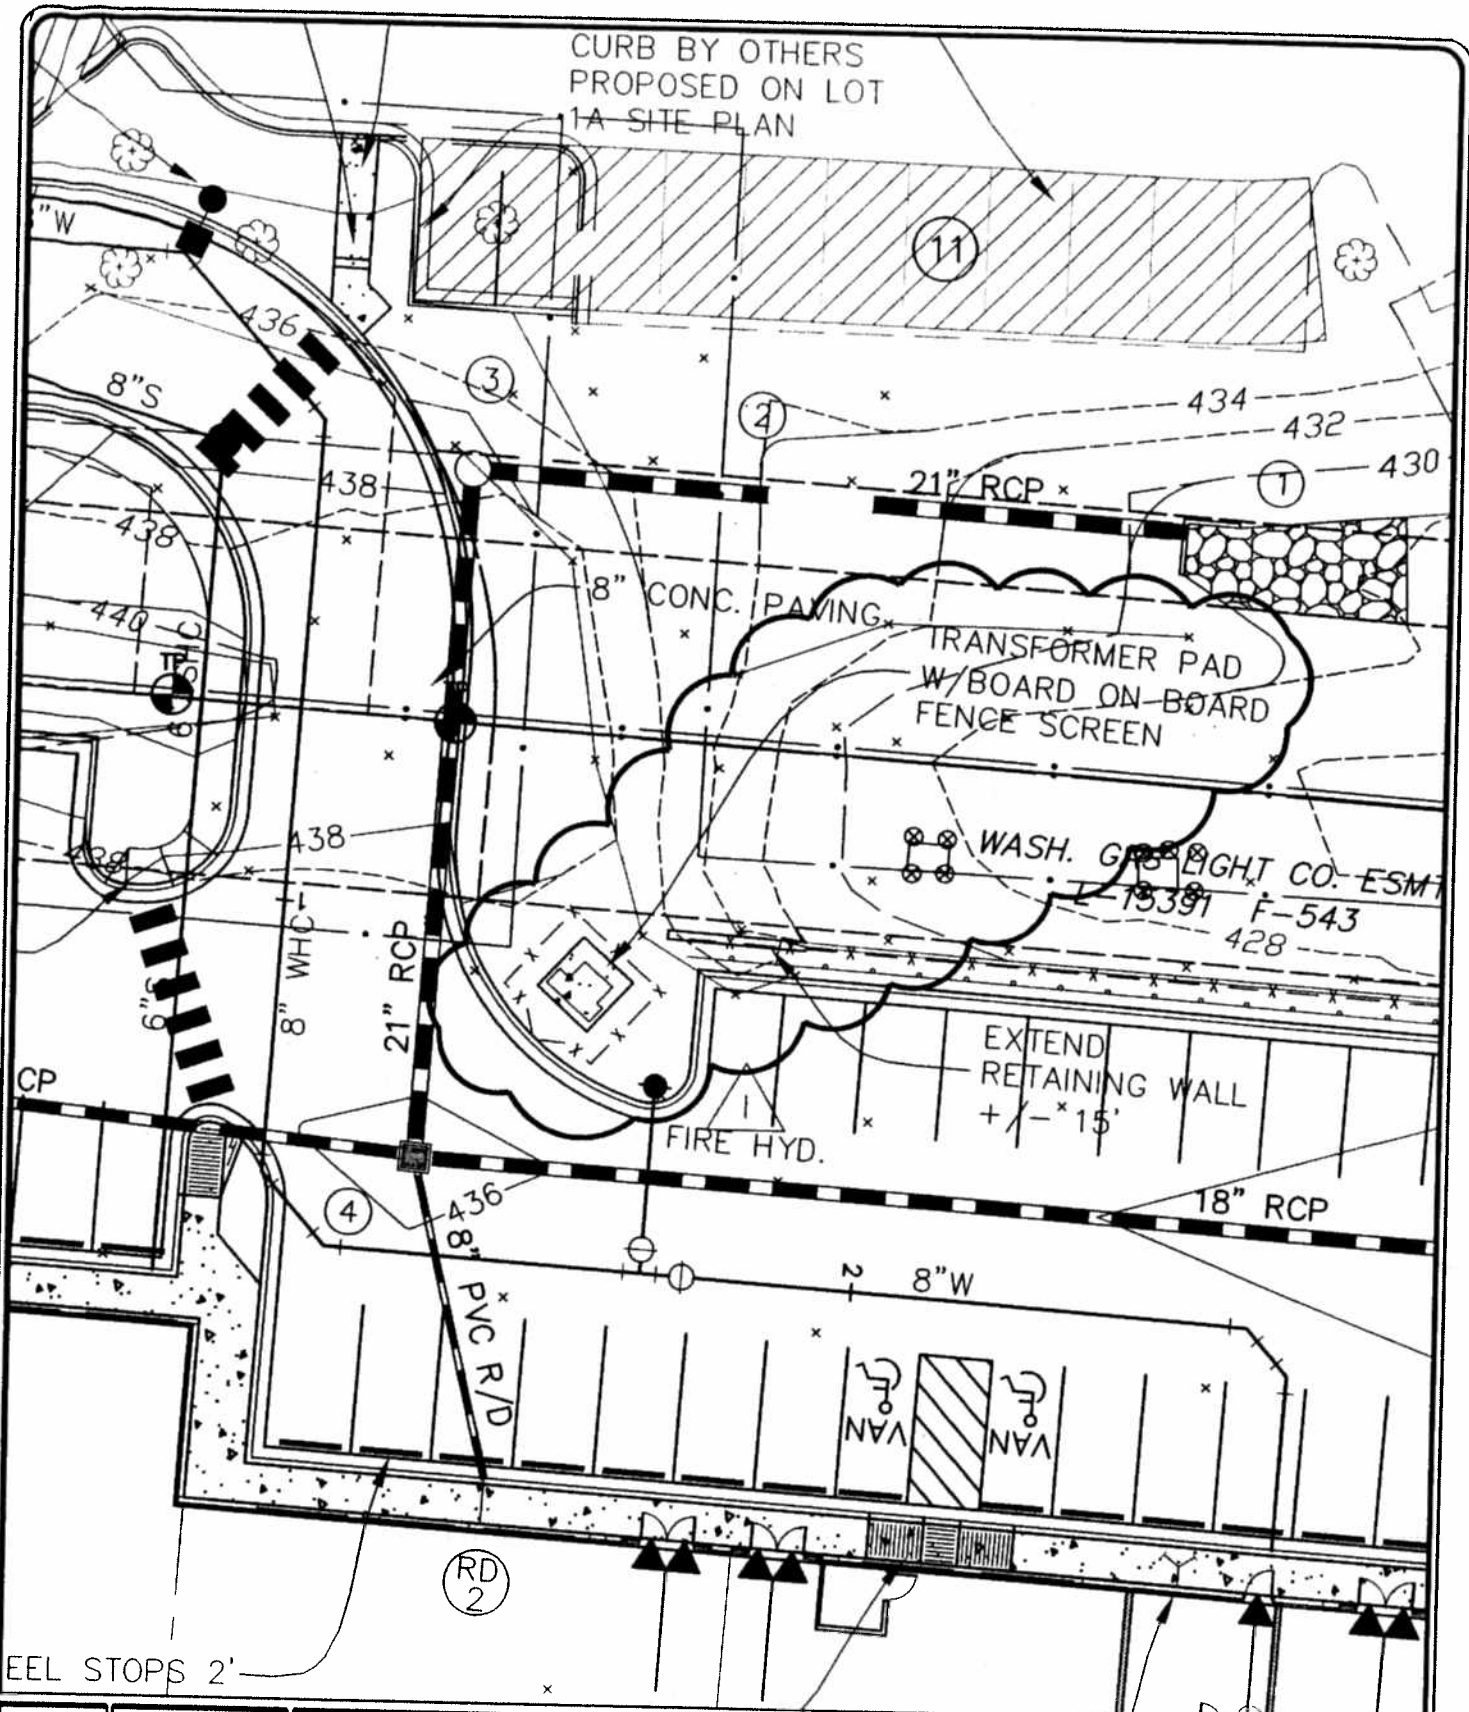 CURB BY OTHERS
PROPOSED ON LOT
1A SITE PLAN
"W
11
436
3
8"S
2
434
432
430
1
21" RCP
438
438
8" CONC. PAVING
440
TRANSFORMER PAD
W/BOARD ON BOARD
FENCE SCREEN
TP
438
438
WASH. GAS LIGHT CO. ESMT
L-13391 F-543
428
8" WHC
21" RCP
6"S
EXTEND
RETAINING WALL
+/- 15'
CP
1
FIRE HYD.
4
436
18" RCP
8" PVC R/D
2
8"W
VAN
VAN
RD
2
EEL STOPS 2'